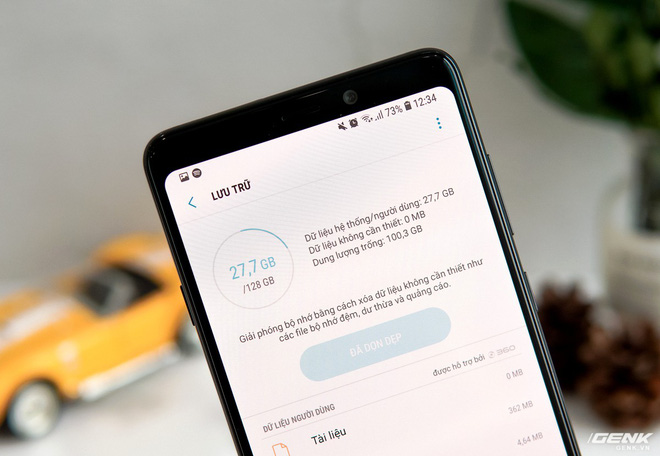 73% 12:34
LƯU TRỮ
27,7 GB
/128 GB
Dữ liệu hệ thống/người dùng: 27,7 GB
Dữ liệu không cần thiết: 0 MB
Dung lượng trống: 100,3 GB
Giải phòng bộ nhớ bằng cách xóa dữ liệu không cần thiết như
các file bộ nhớ đệm, dư thừa và quảng cáo.
ĐÃ DỌN DẸP
được hỗ trợ bởi 360
DỮ LIỆU NGƯỜI DÙNG
0 MB
Tài liệu
362 MB
4,64 MB
GENK
GENK.VN